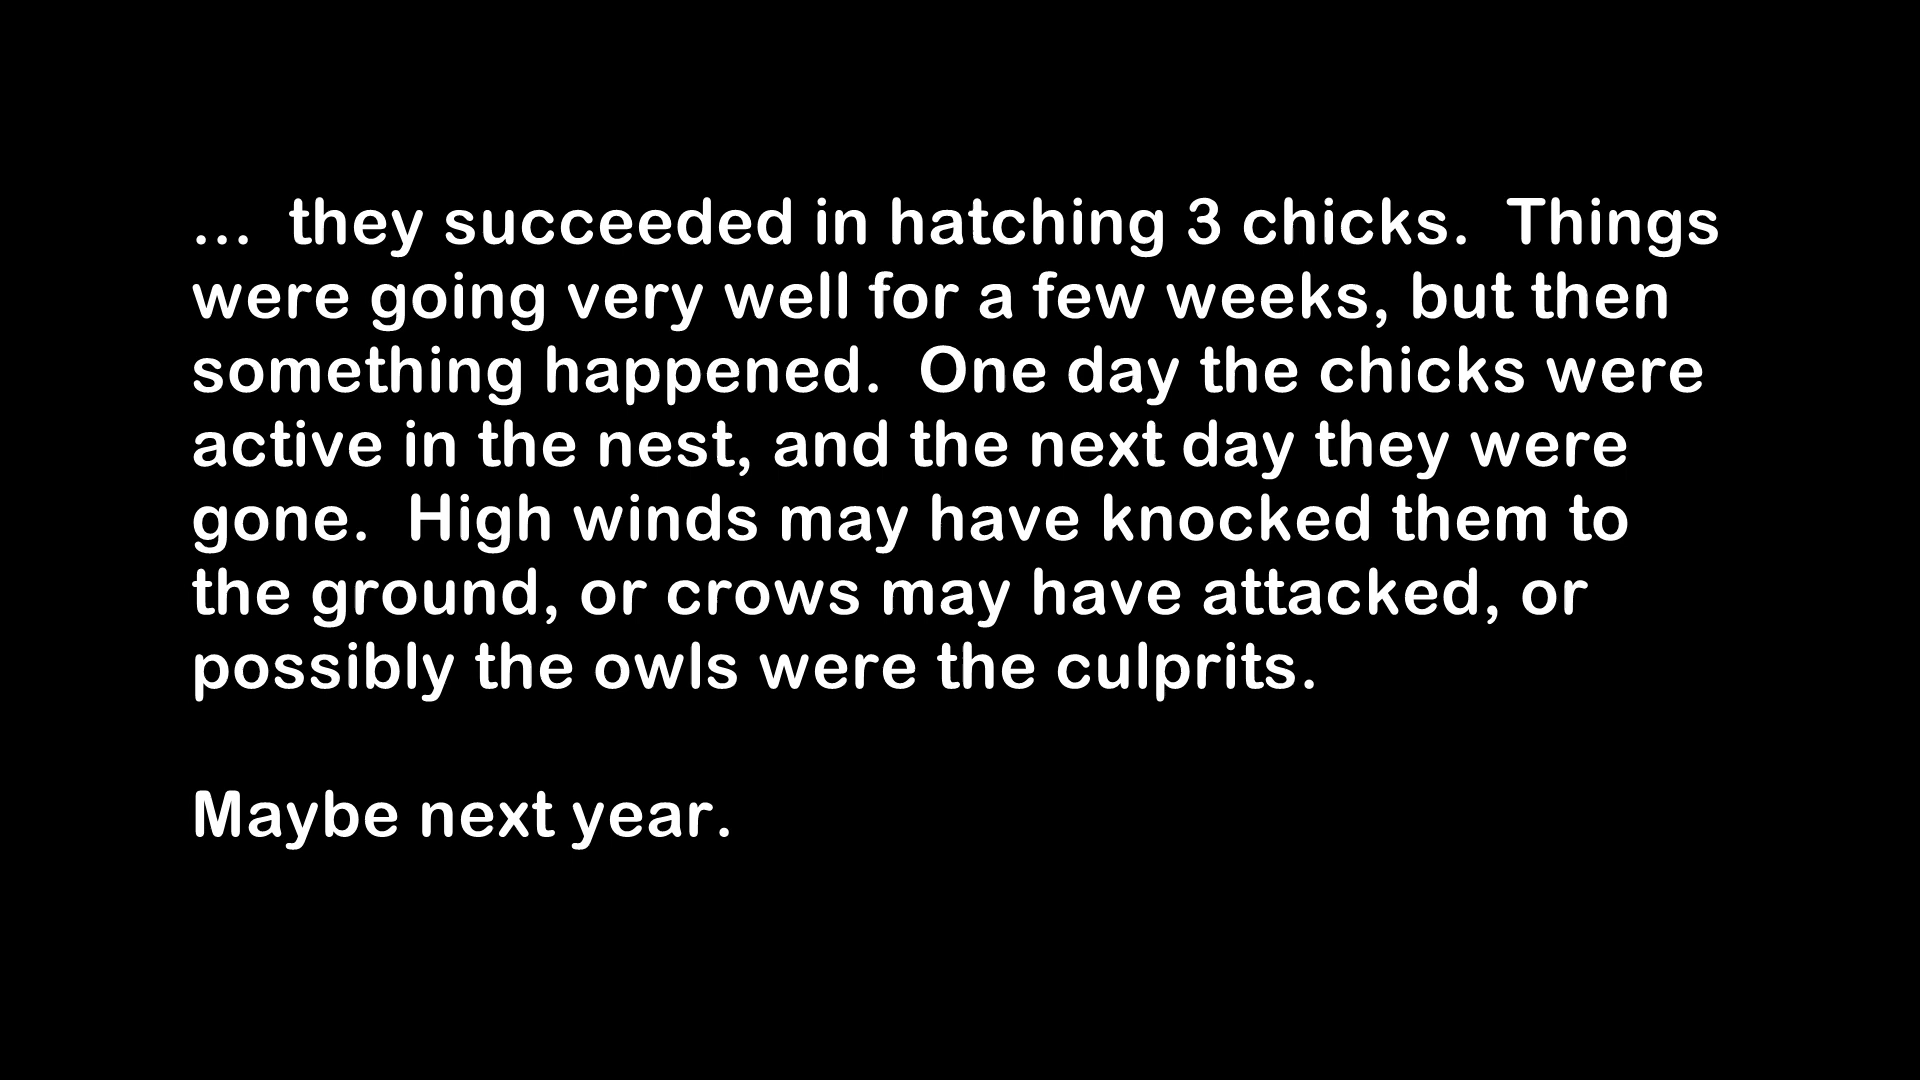 ...  they succeeded in hatching 3 chicks.  Things
were going very well for a few weeks, but then
something happened.  One day the chicks were
active in the nest, and the next day they were
gone.  High winds may have knocked them to
the ground, or crows may have attacked, or
possibly the owls were the culprits.
Maybe next year.